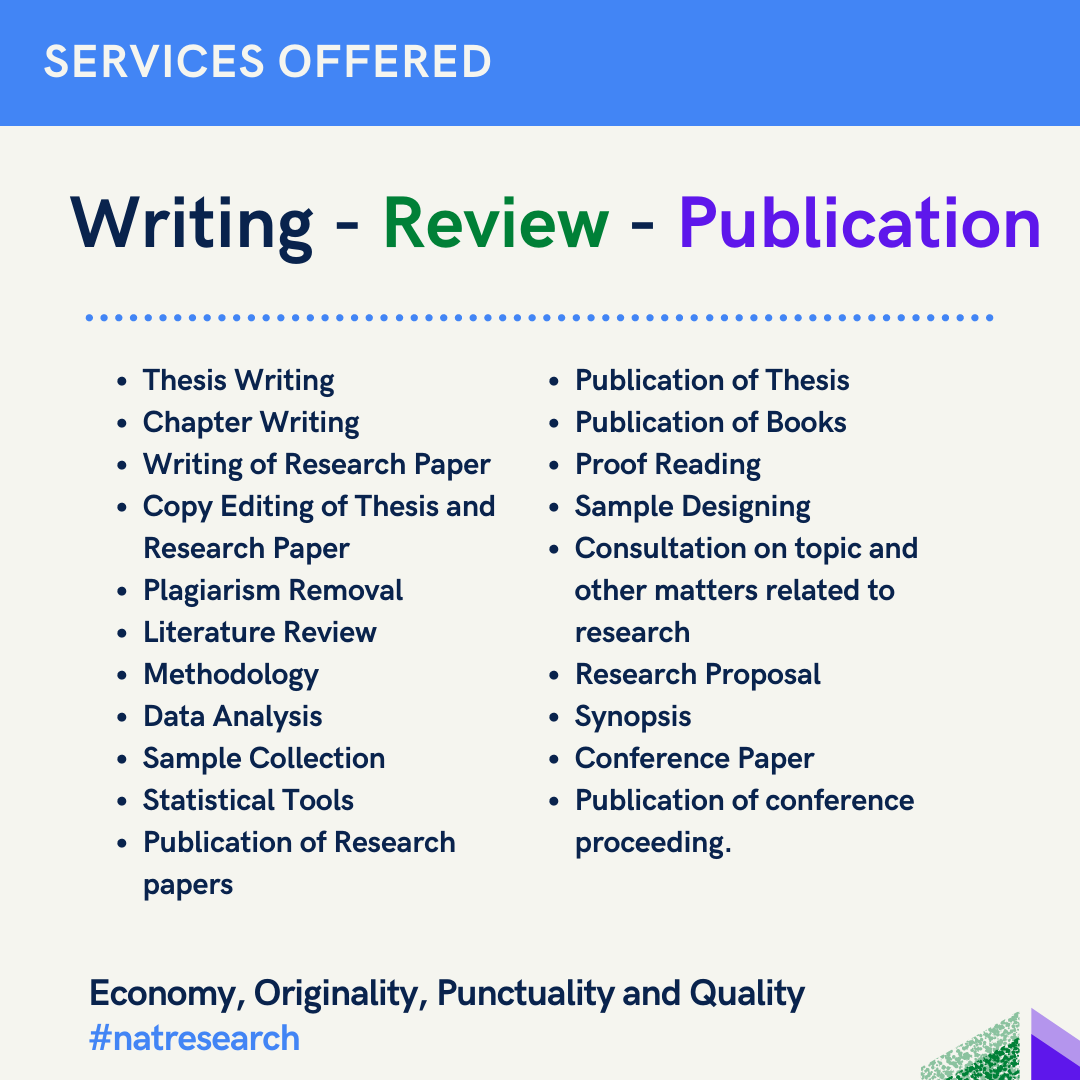 SERVICES OFFERED
Writing - Review - Publication
• Thesis Writing
• Chapter Writing
• Writing of Research Paper
• Copy Editing of Thesis and
Research Paper
• Plagiarism Removal
• Literature Review
• Methodology
• Data Analysis
• Sample Collection
• Statistical Tools
• Publication of Research
papers
• Publication of Thesis
• Publication of Books
• Proof Reading
• Sample Designing
• Consultation on topic and
other matters related to
research
• Research Proposal
• Synopsis
• Conference Paper
• Publication of conference
proceeding.
Economy, Originality, Punctuality and Quality
#natresearch